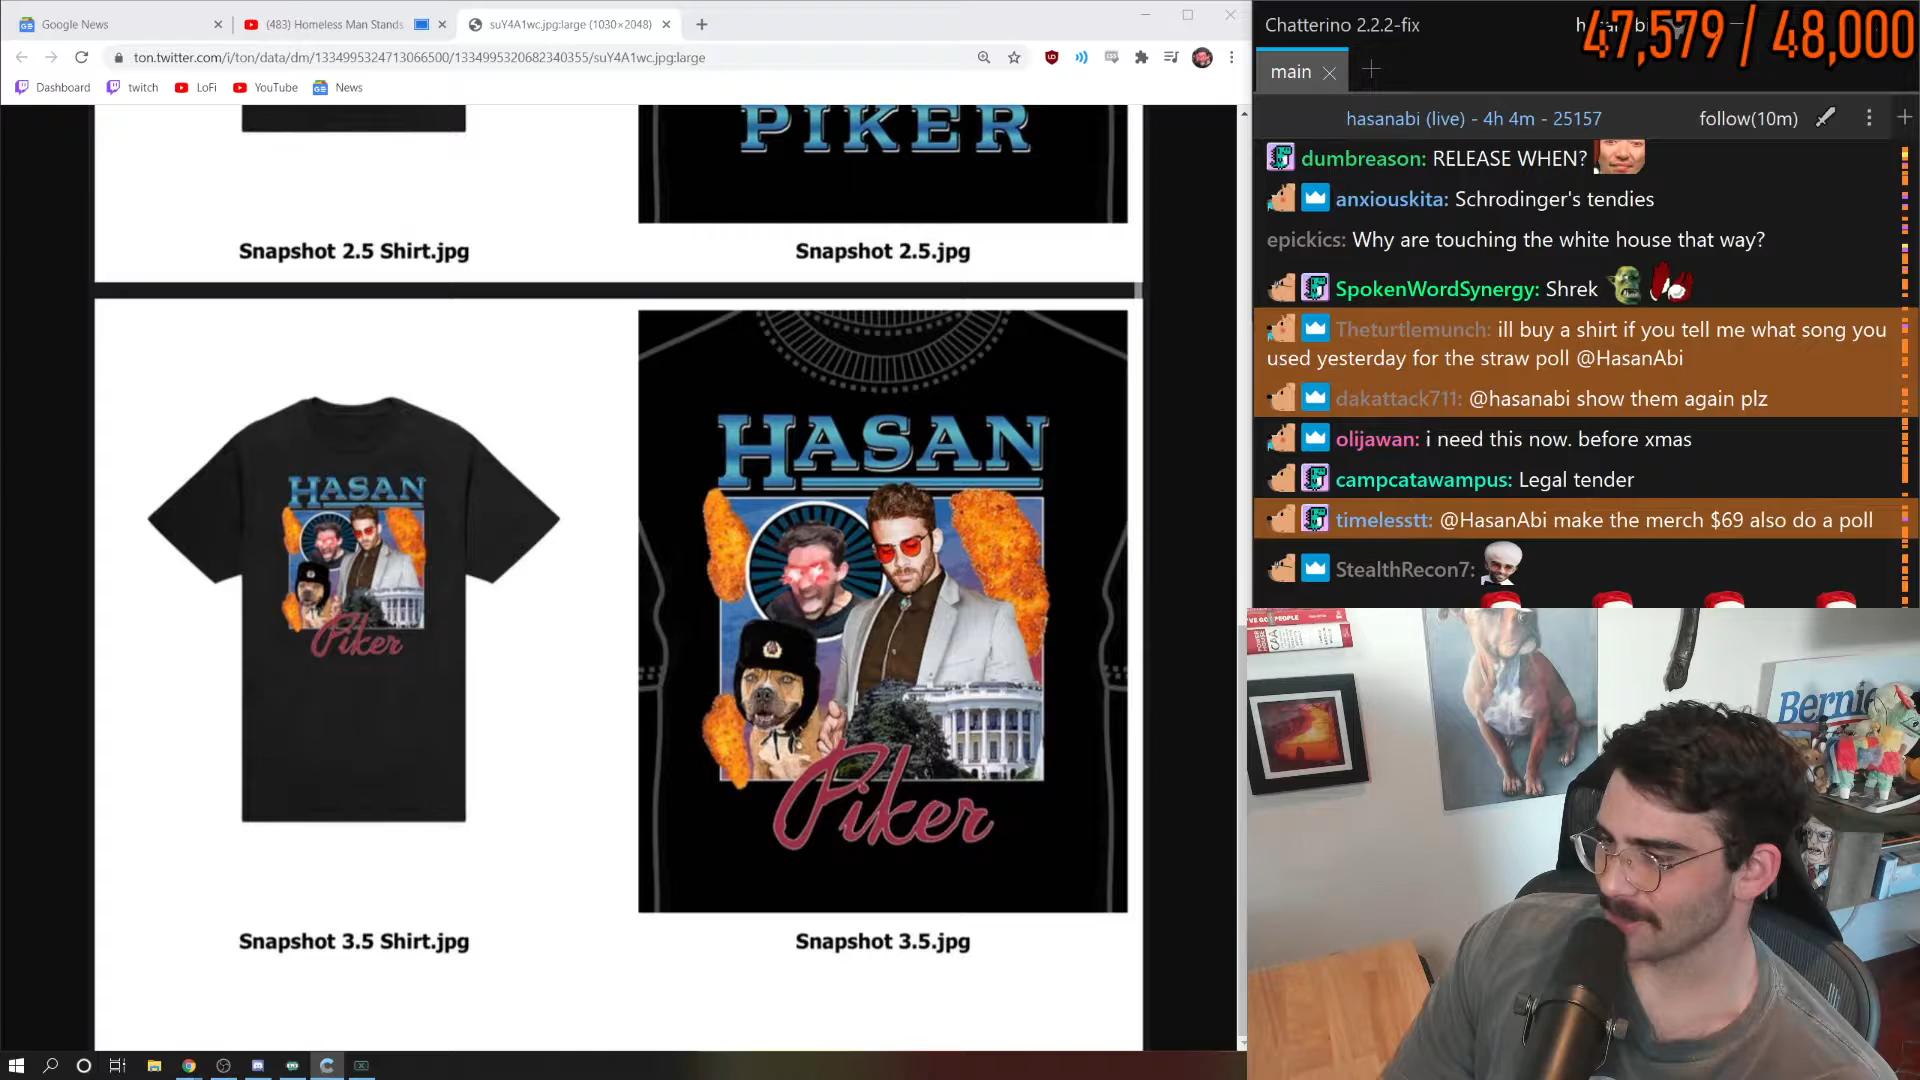 Google News
(483) Homeless Man Stands
suY4A1wc.jpg:large (1030×2048)
ton.twitter.com/i/ton/data/dm/1334995324713066500/1334995320682340355/suY4A1wc.jpg:large
Dashboard
twitch
LoFi
YouTube
News
PIKER
Snapshot 2.5 Shirt.jpg
Snapshot 2.5.jpg
HASAN
Piker
HASAN
Piker
Snapshot 3.5 Shirt.jpg
Snapshot 3.5.jpg
Chatterino 2.2.2-fix
47,579 / 48,000
main
hasanabi (live) - 4h 4m - 25157
follow(10m)
dumbreason: RELEASE WHEN?
anxiouskita: Schrodinger's tendies
epickics: Why are touching the white house that way?
SpokenWordSynergy: Shrek
Theturtlemunch: ill buy a shirt if you tell me what song you
used yesterday for the straw poll @HasanAbi
dakattack711: @hasanabi show them again plz
olijawan: i need this now. before xmas
campcatawampus: Legal tender
timelesstt: @HasanAbi make the merch $69 also do a poll
StealthRecon7:
Bernie